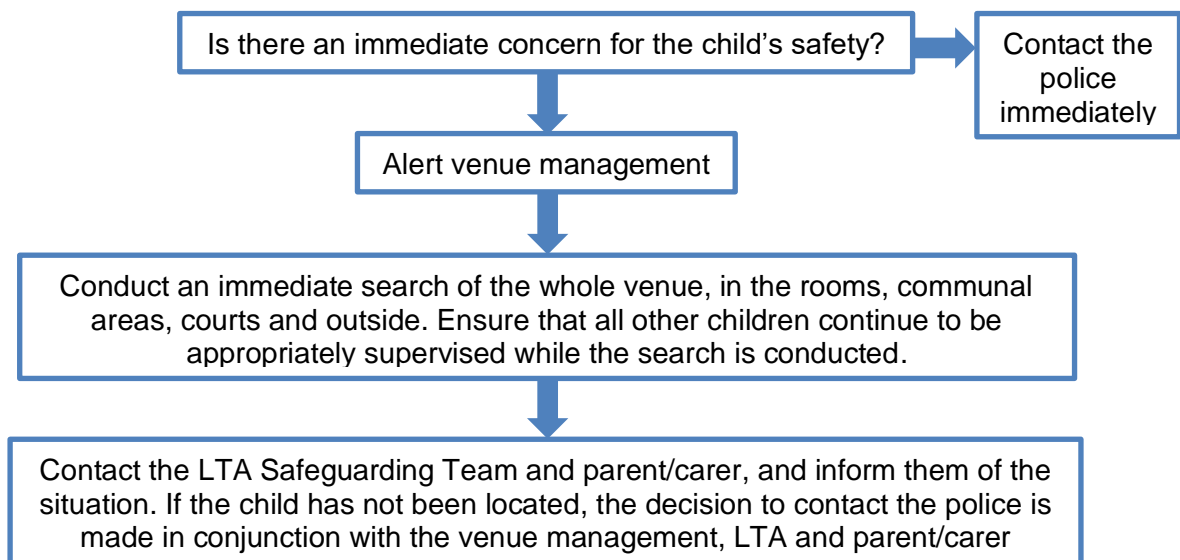 Is there an immediate concern for the child’s safety?
Contact the
police
immediately
Alert venue management
Conduct an immediate search of the whole venue, in the rooms, communal
areas, courts and outside. Ensure that all other children continue to be
appropriately supervised while the search is conducted.
Contact the LTA Safeguarding Team and parent/carer, and inform them of the
situation. If the child has not been located, the decision to contact the police is
made in conjunction with the venue management, LTA and parent/carer